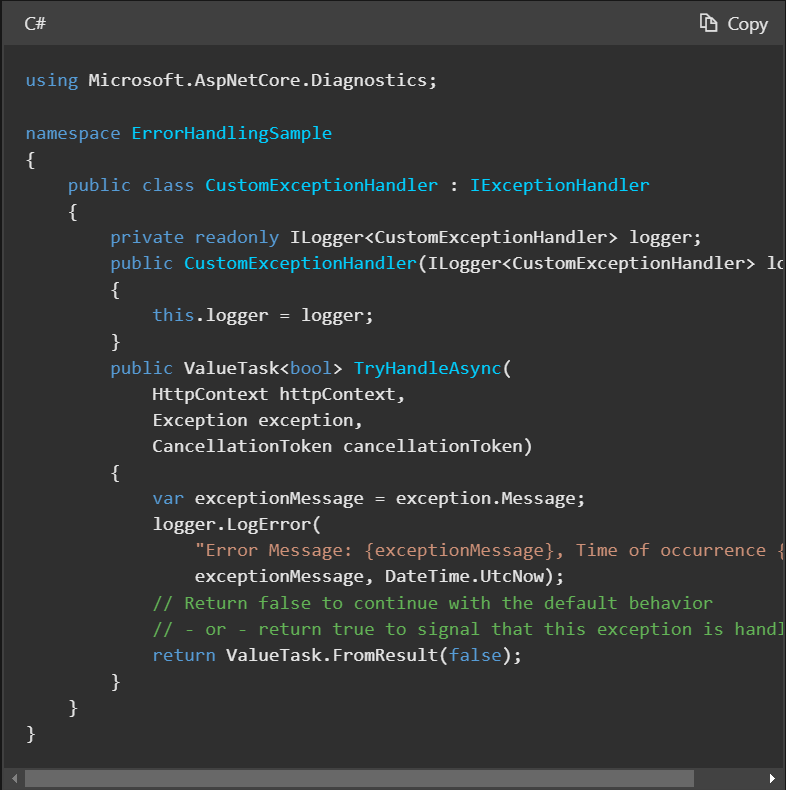 C#
Copy
using Microsoft.AspNetCore.Diagnostics;
namespace ErrorHandlingSample
{
    public class CustomExceptionHandler : IExceptionHandler
    {
        private readonly ILogger<CustomExceptionHandler> logger;
        public CustomExceptionHandler(ILogger<CustomExceptionHandler>
        {
            this.logger = logger;
        }
        public ValueTask<bool> TryHandleAsync(
            HttpContext httpContext,
            Exception exception,
            CancellationToken cancellationToken)
        {
            var exceptionMessage = exception.Message;
            logger.LogError(
                "Error Message: {exceptionMessage}, Time of occurrence {
                exceptionMessage, DateTime.UtcNow);
            // Return false to continue with the default behavior
            // - or - return true to signal that this exception is
            return ValueTask.FromResult(false);
        }
    }
}